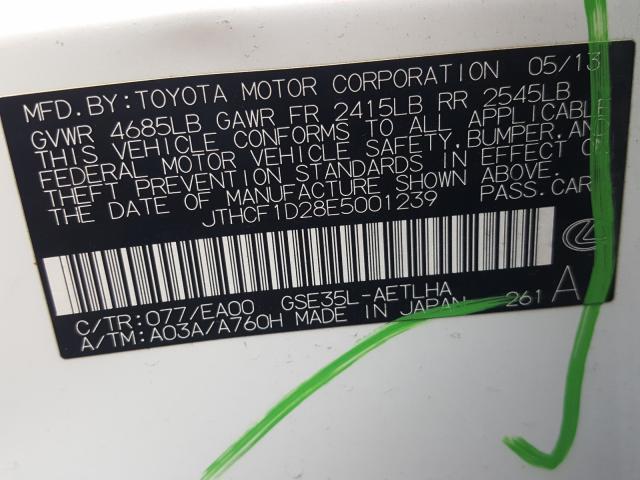 MFD. BY: TOYOTA MOTOR CORPORATION 05/13
GVWR 4685LB GAWR FR 2415LB RR 2545LB
THIS VEHICLE CONFORMS TO ALL APPLICABLE
FEDERAL MOTOR VEHICLE SAFETY, BUMPER, AND
THEFT PREVENTION STANDARDS IN EFFECT ON
THE DATE OF MANUFACTURE SHOWN ABOVE.
JTHCF1D28E5001239 PASS. CAR
C/TR: 077/EA00 GSE35L-AETLHA
A/TM: A03A/A760H MADE IN JAPAN 261 A